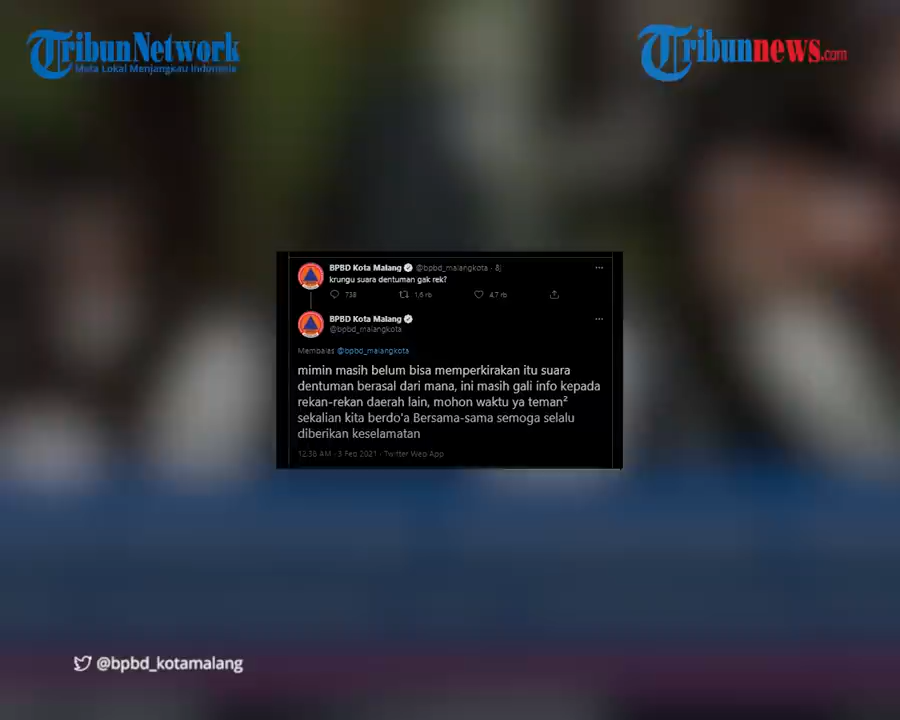 TribunNetwork
Mata Lokal Menjangkau Indonesia
Tribunnews.com
BPBD Kota Malang @bpbd_malangkota · 8j
krungu suara dentuman gak rek?
738 1,6 rb 4,7 rb
BPBD Kota Malang
@bpbd_malangkota
Membalas @bpbd_malangkota
mimin masih belum bisa memperkirakan itu suara
dentuman berasal dari mana, ini masih gali info kepada
rekan-rekan daerah lain, mohon waktu ya teman²
sekalian kita berdo'a Bersama-sama semoga selalu
diberikan keselamatan
12:38 AM · 3 Feb 2021 · Twitter Web App
@bpbd_kotamalang